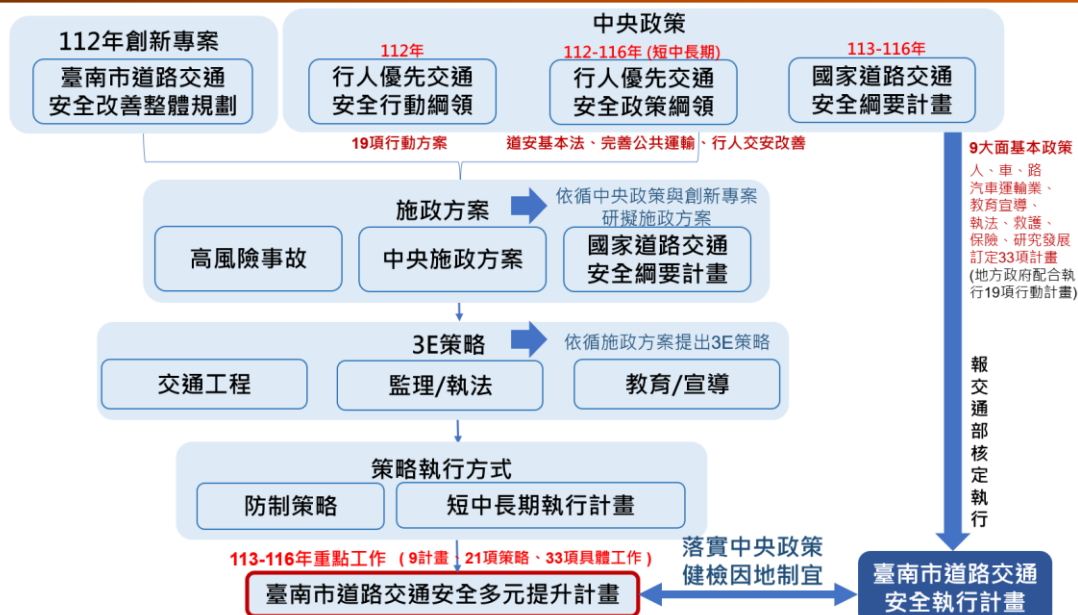 112年創新專案
臺南市道路交通
安全改善整體規劃
中央政策
112年
行人優先交通
安全行動綱領
112-116年 (短中長期)
行人優先交通
安全政策綱領
113-116年
國家道路交通
安全綱要計畫
19項行動方案
道安基本法、完善公共運輸、行人交安改善
9大面基本政策
人、車、路
汽車運輸業、
教育宣導、
執法、救護、
保險、研究發展
訂定33項計畫
(地方政府配合執
行19項行動計畫)
施政方案
依循中央政策與創新專案
研擬施政方案
高風險事故
中央施政方案
國家道路交通
安全綱要計畫
3E策略
依循施政方案提出3E策略
交通工程
監理/執法
教育/宣導
報交通部核定執行
策略執行方式
防制策略
短中長期執行計畫
113-116年重點工作 （9計畫、21項策略、33項具體工作）
臺南市道路交通安全多元提升計畫
落實中央政策
健檢因地制宜
臺南市道路交通
安全執行計畫